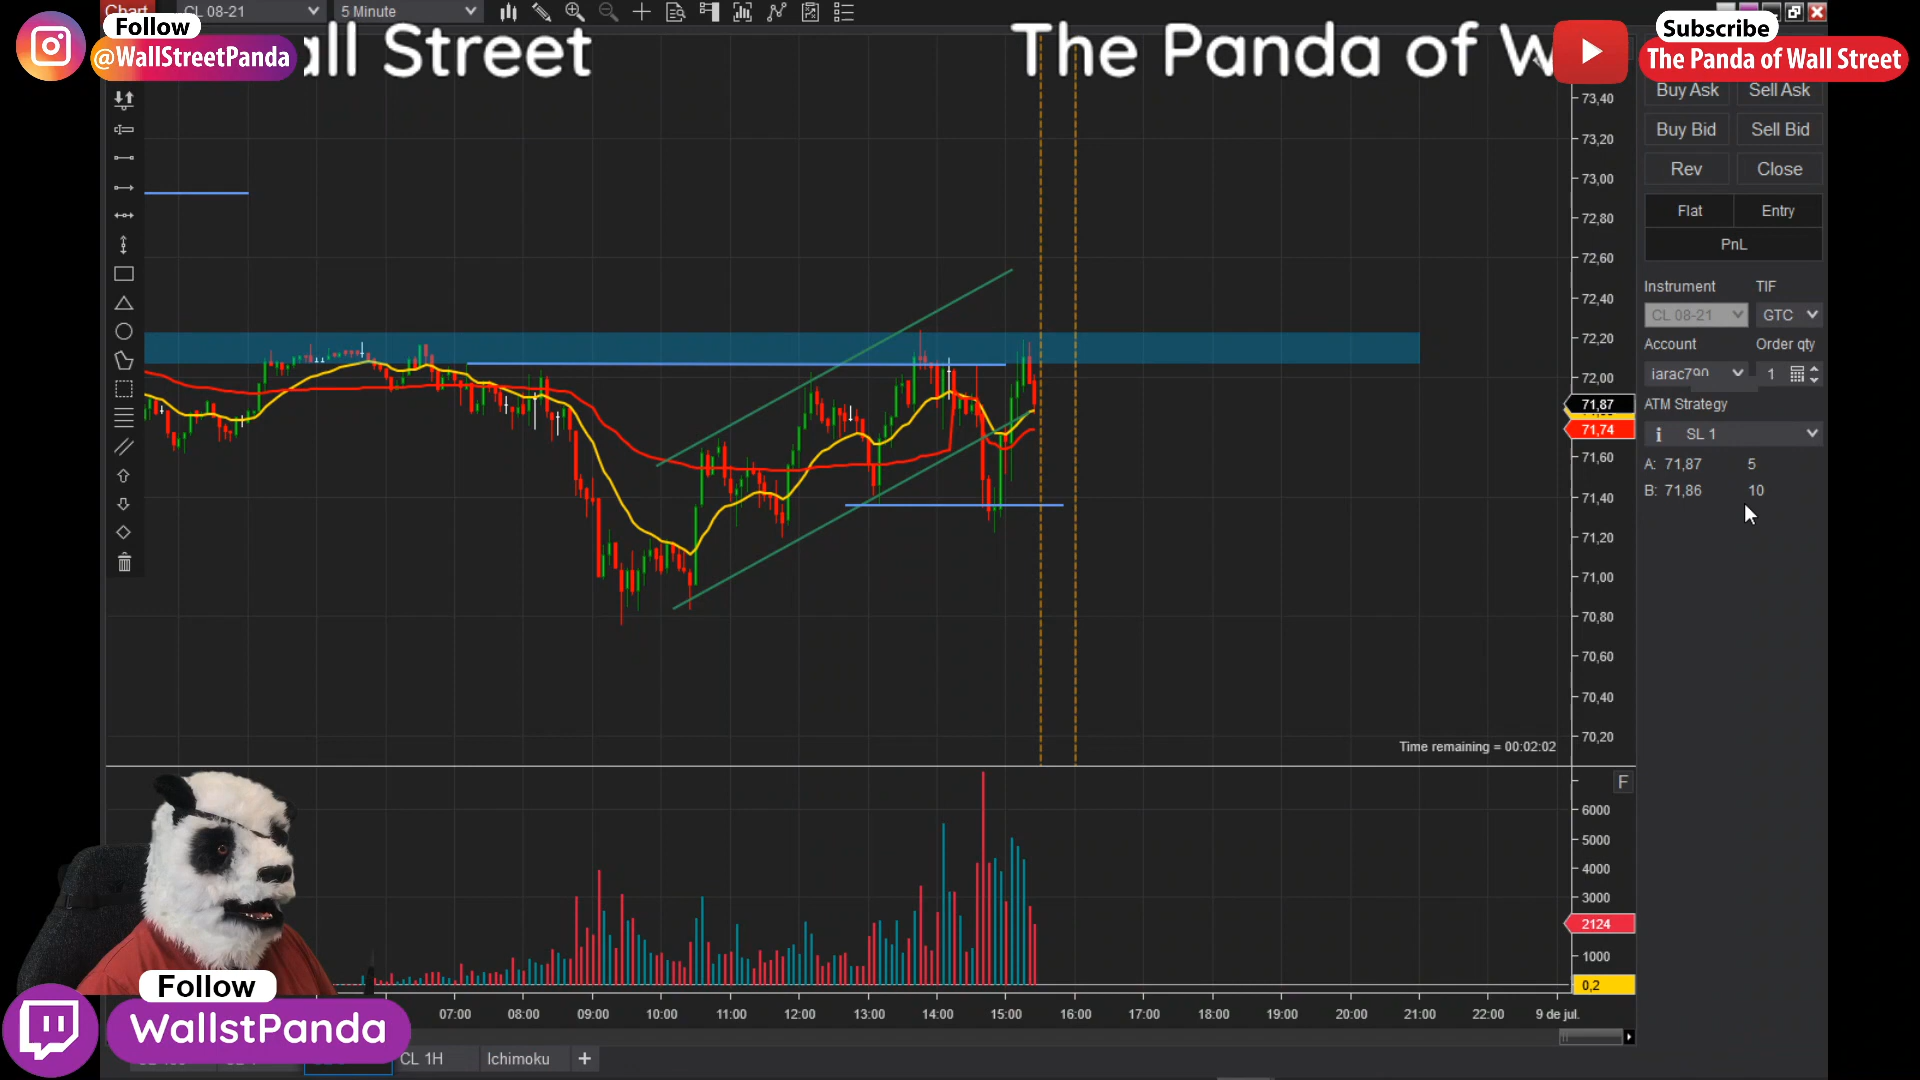 Chart
CL 08-21
5 Minute
Follow
@WallStreetPanda
all Street
The Panda of W
Subscribe
The Panda of Wall Street
Buy Ask
Sell Ask
Buy Bid
Sell Bid
Rev
Close
Flat
Entry
PnL
Instrument
TIF
CL 08-21
GTC
Account
Order qty
1
ATM Strategy
SL 1
A: 71,87
5
B: 71,86
10
73,40
73,20
73,00
72,80
72,60
72,40
72,20
72,00
71,87
71,74
71,60
71,40
71,20
71,00
70,80
70,60
70,40
70,20
Time remaining = 00:02:02
F
6000
5000
4000
3000
2124
1000
0,2
07:00
08:00
09:00
10:00
11:00
12:00
13:00
14:00
15:00
16:00
17:00
18:00
19:00
20:00
21:00
22:00
9 de jul.
Follow
WallstPanda
CL 1H
Ichimoku
+